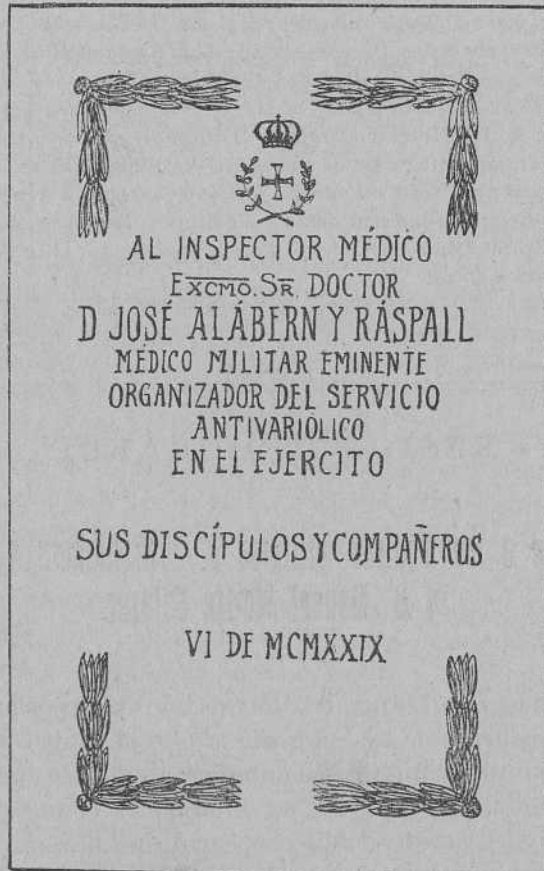 AL INSPECTOR MÉDICO
EXCMO. SR. DOCTOR
D JOSÉ ALÁBERN Y RÁSPALL
MÉDICO MILITAR EMINENTE
ORGANIZADOR DEL SERVICIO
ANTIVARIÓLICO
EN EL EJERCITO
SUS DISCÍPULOS Y COMPAÑEROS
VI DE MCMXXIX